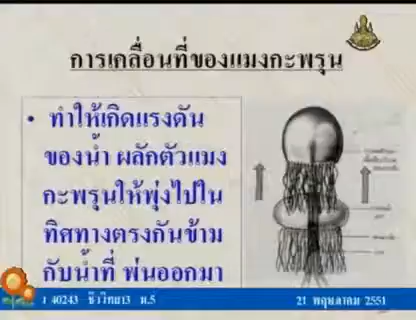 การเคลื่อนที่ของแมงกะพรุน
• ทำให้เกิดแรงดัน
ของน้ำ ผลักตัวแมง
กะพรุนให้พุ่งไปใน
ทิศทางตรงกันข้าม
กับน้ำที่ พ่นออกมา
ว 40243 ชีววิทยา3 ม.5
21 พฤษภาคม 2551